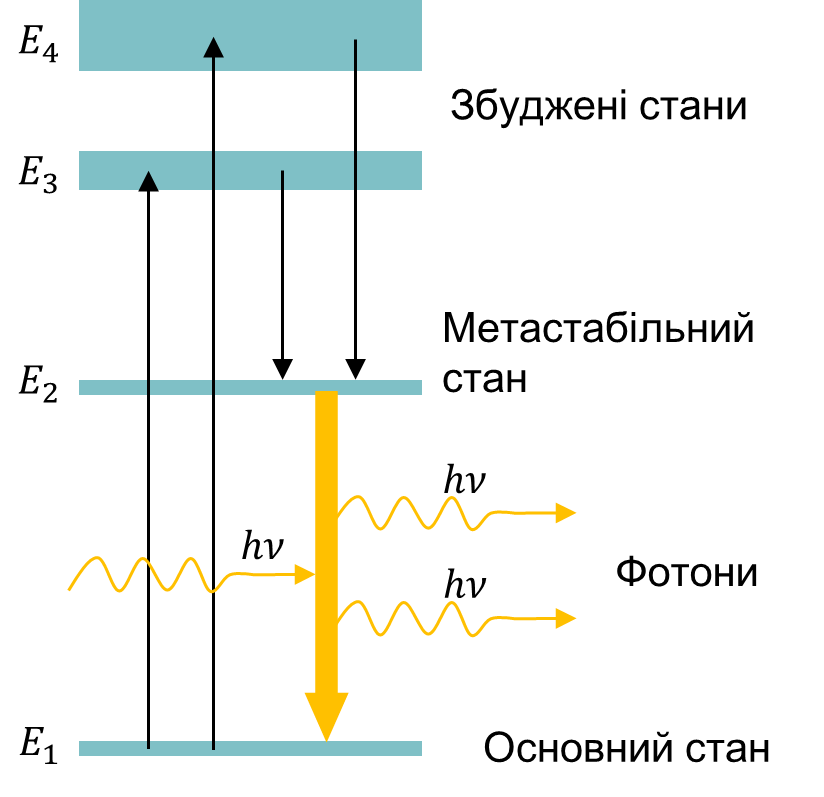 E₄
Збуджені стани
E₃
Метастабільний
стан
E₂
hν
hν
hν
Фотони
E₁
Основний стан